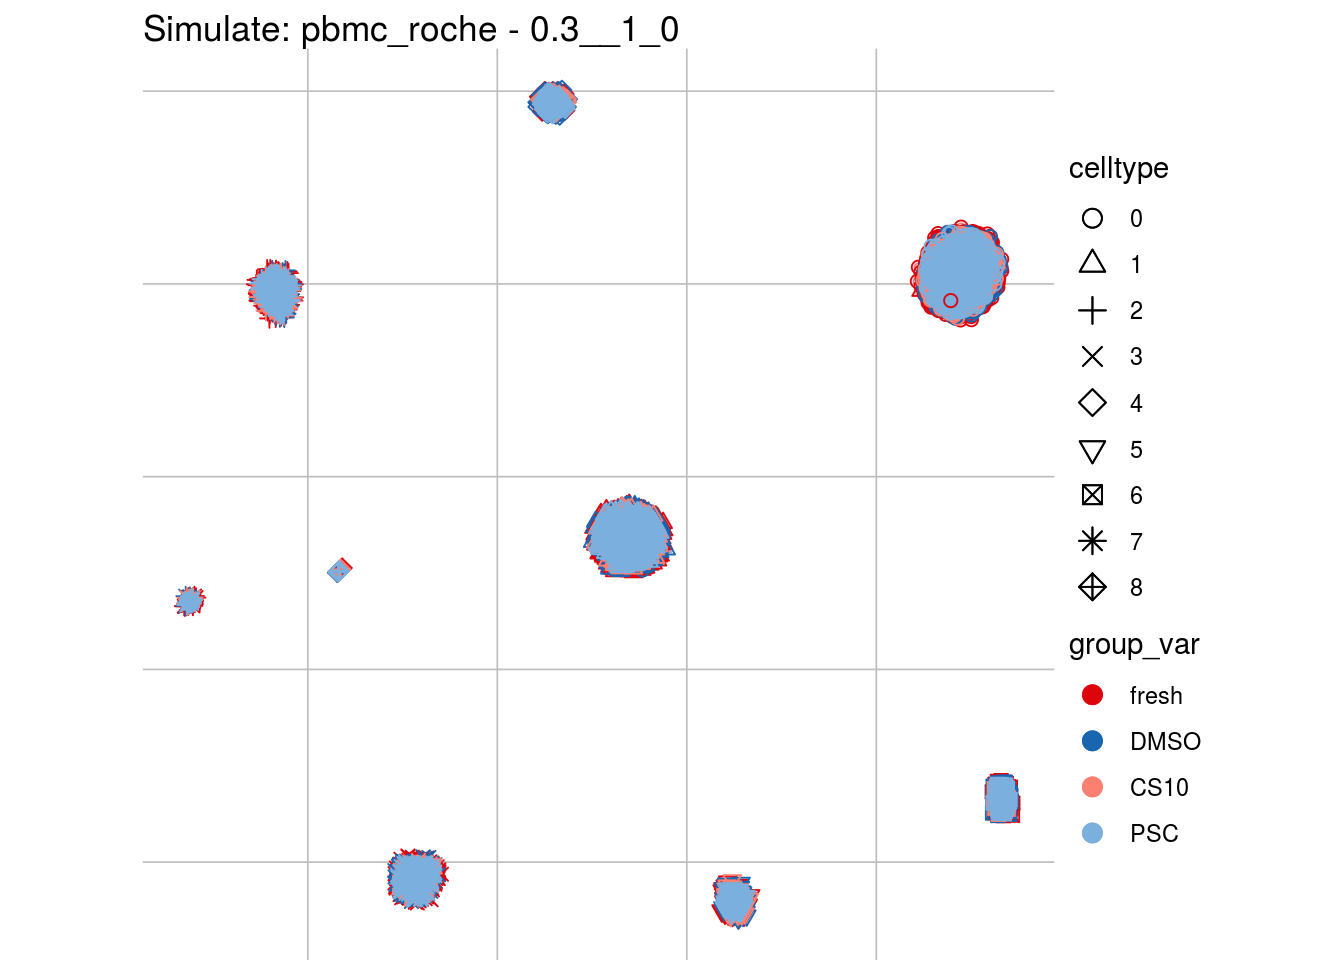 Simulate: pbmc_roche - 0.3__1_0
celltype
0
1
2
3
4
5
6
7
8
group_var
fresh
DMSO
CS10
PSC